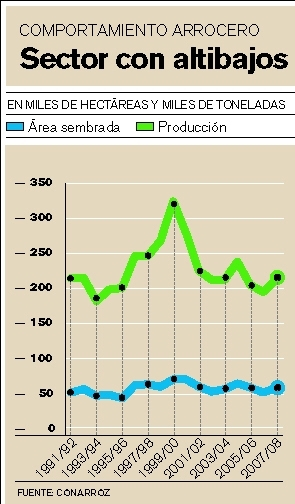 COMPORTAMIENTO ARROCERO
Sector con altibajos
EN MILES DE HECTÁREAS Y MILES DE TONELADAS
Área sembrada
Producción
350
300
250
200
150
100
50
0
1991/92
1993/94
1995/96
1997/98
1999/00
2001/02
2003/04
2005/06
2007/08
FUENTE CONARROZ